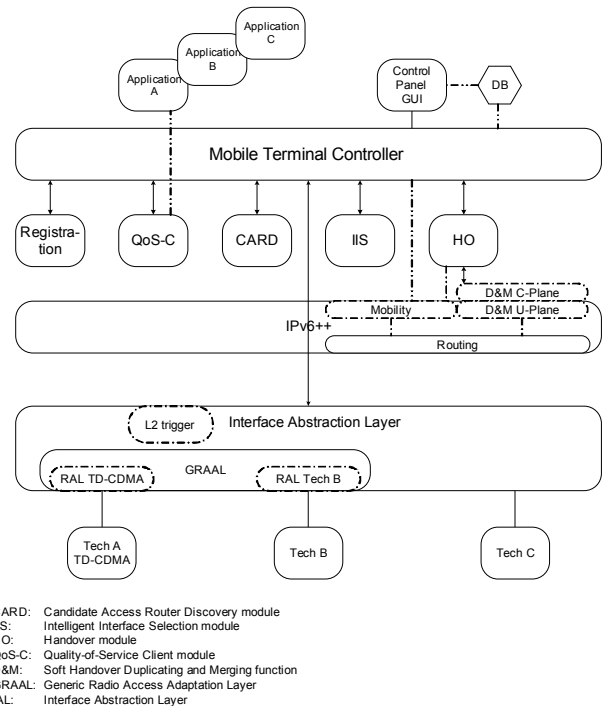 Application
C
Application
B
Application
A
Control
Panel
GUI
DB
Mobile Terminal Controller
Registra-
tion
QoS-C
CARD
IIS
HO
D&M C-Plane
Mobility
D&M U-Plane
IPv6++
Routing
L2 trigger
Interface Abstraction Layer
GRAAL
RAL TD-CDMA
RAL Tech B
Tech A
TD-CDMA
Tech B
Tech C
ARD: Candidate Access Router Discovery module
S: Intelligent Interface Selection module
O: Handover module
oS-C: Quality-of-Service Client module
&M: Soft Handover Duplicating and Merging function
GRAAL: Generic Radio Access Adaptation Layer
AL: Interface Abstraction Layer